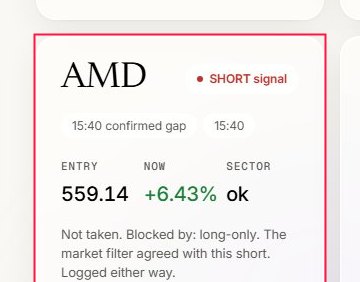 AMD
SHORT signal
15:40 confirmed gap
15:40
ENTRY NOW SECTOR
559.14 +6.43% ok
Not taken. Blocked by: long-only. The
market filter agreed with this short.
Logged either way.